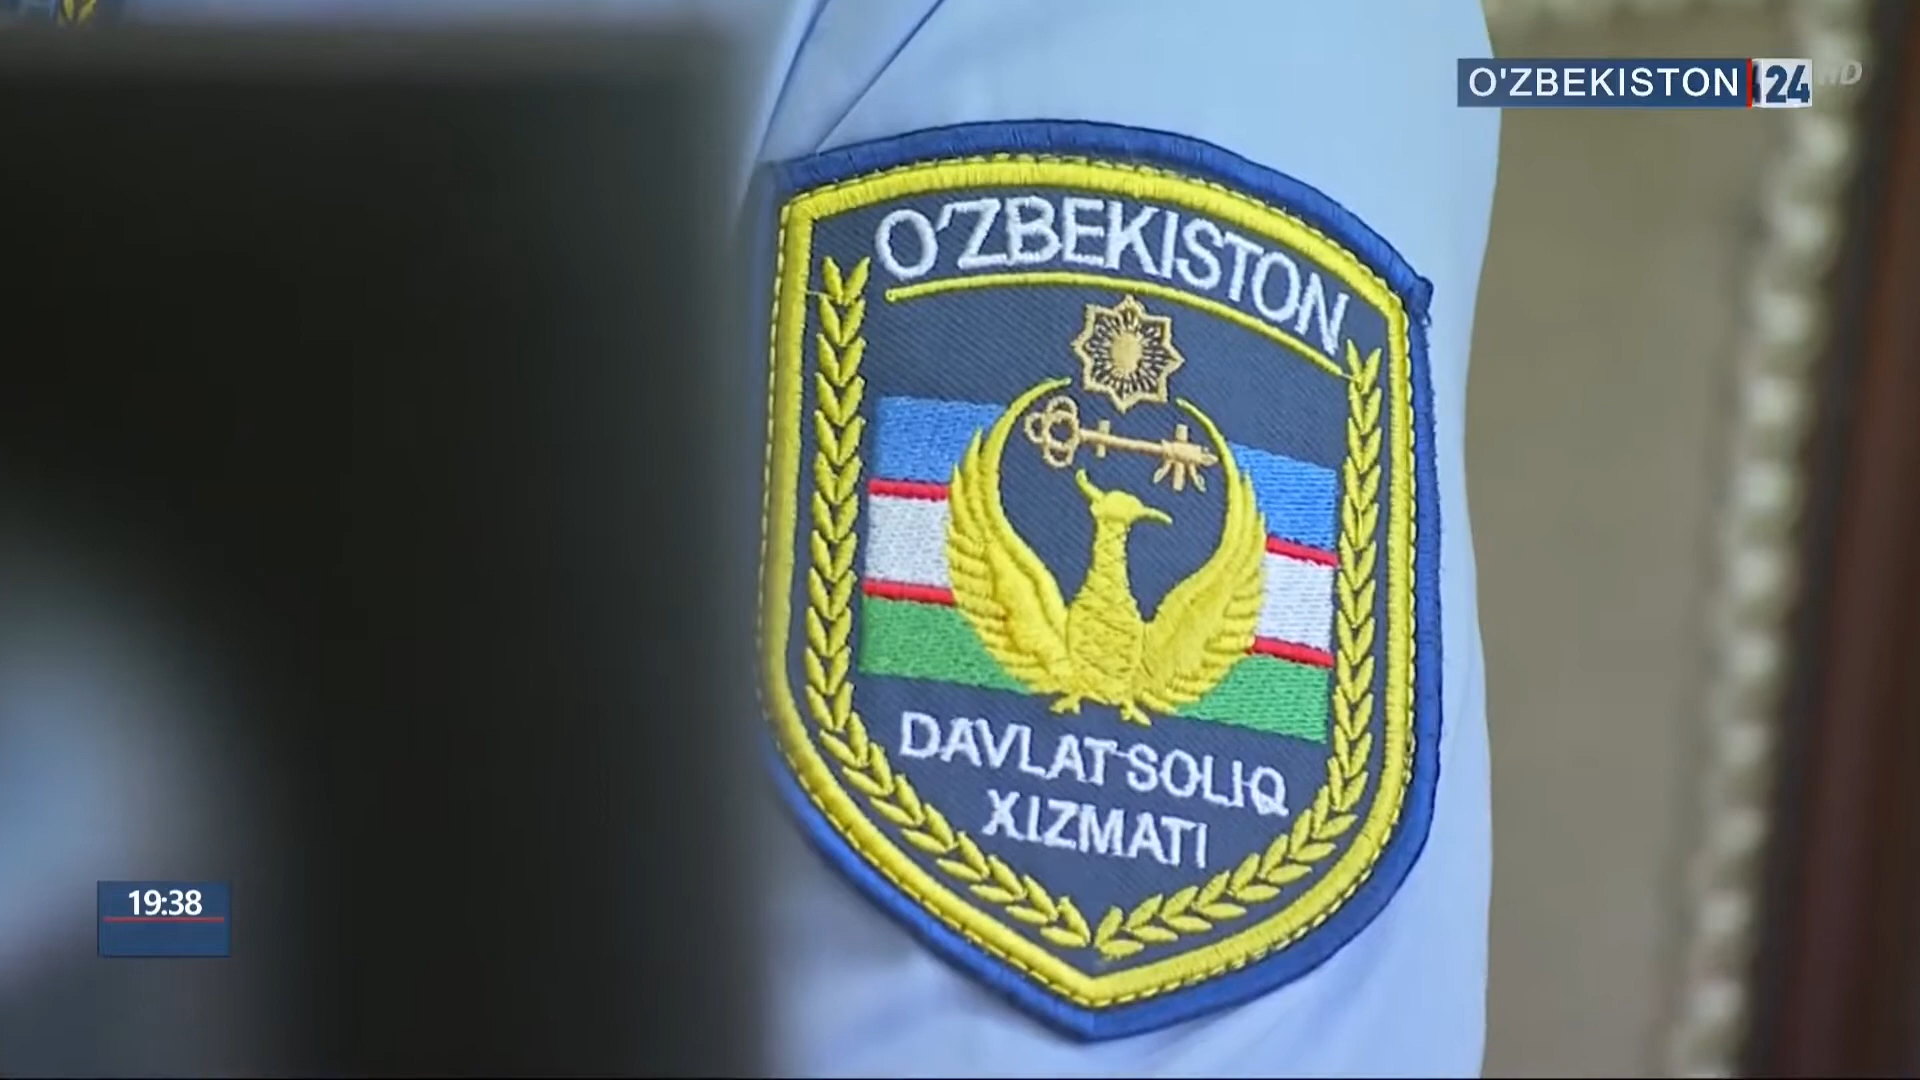 O'ZBEKISTON 24 HD
O'ZBEKISTON
DAVLAT SOLIQ
XIZMATI
19:38